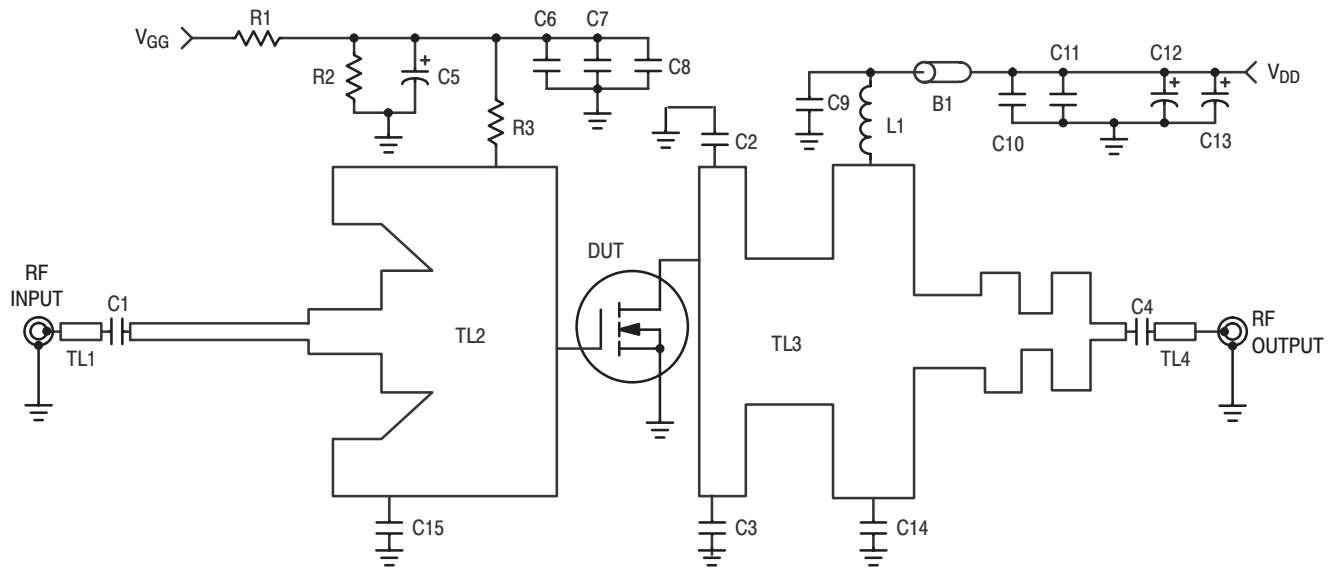 R1
C6
C7
VGG
R2
+
C5
C8
R3
C11
C12
VDD
C9
B1
+
+
L1
C10
C13
C2
DUT
RF
INPUT
C1
TL1
TL2
TL3
C4
TL4
RF
OUTPUT
C15
C3
C14